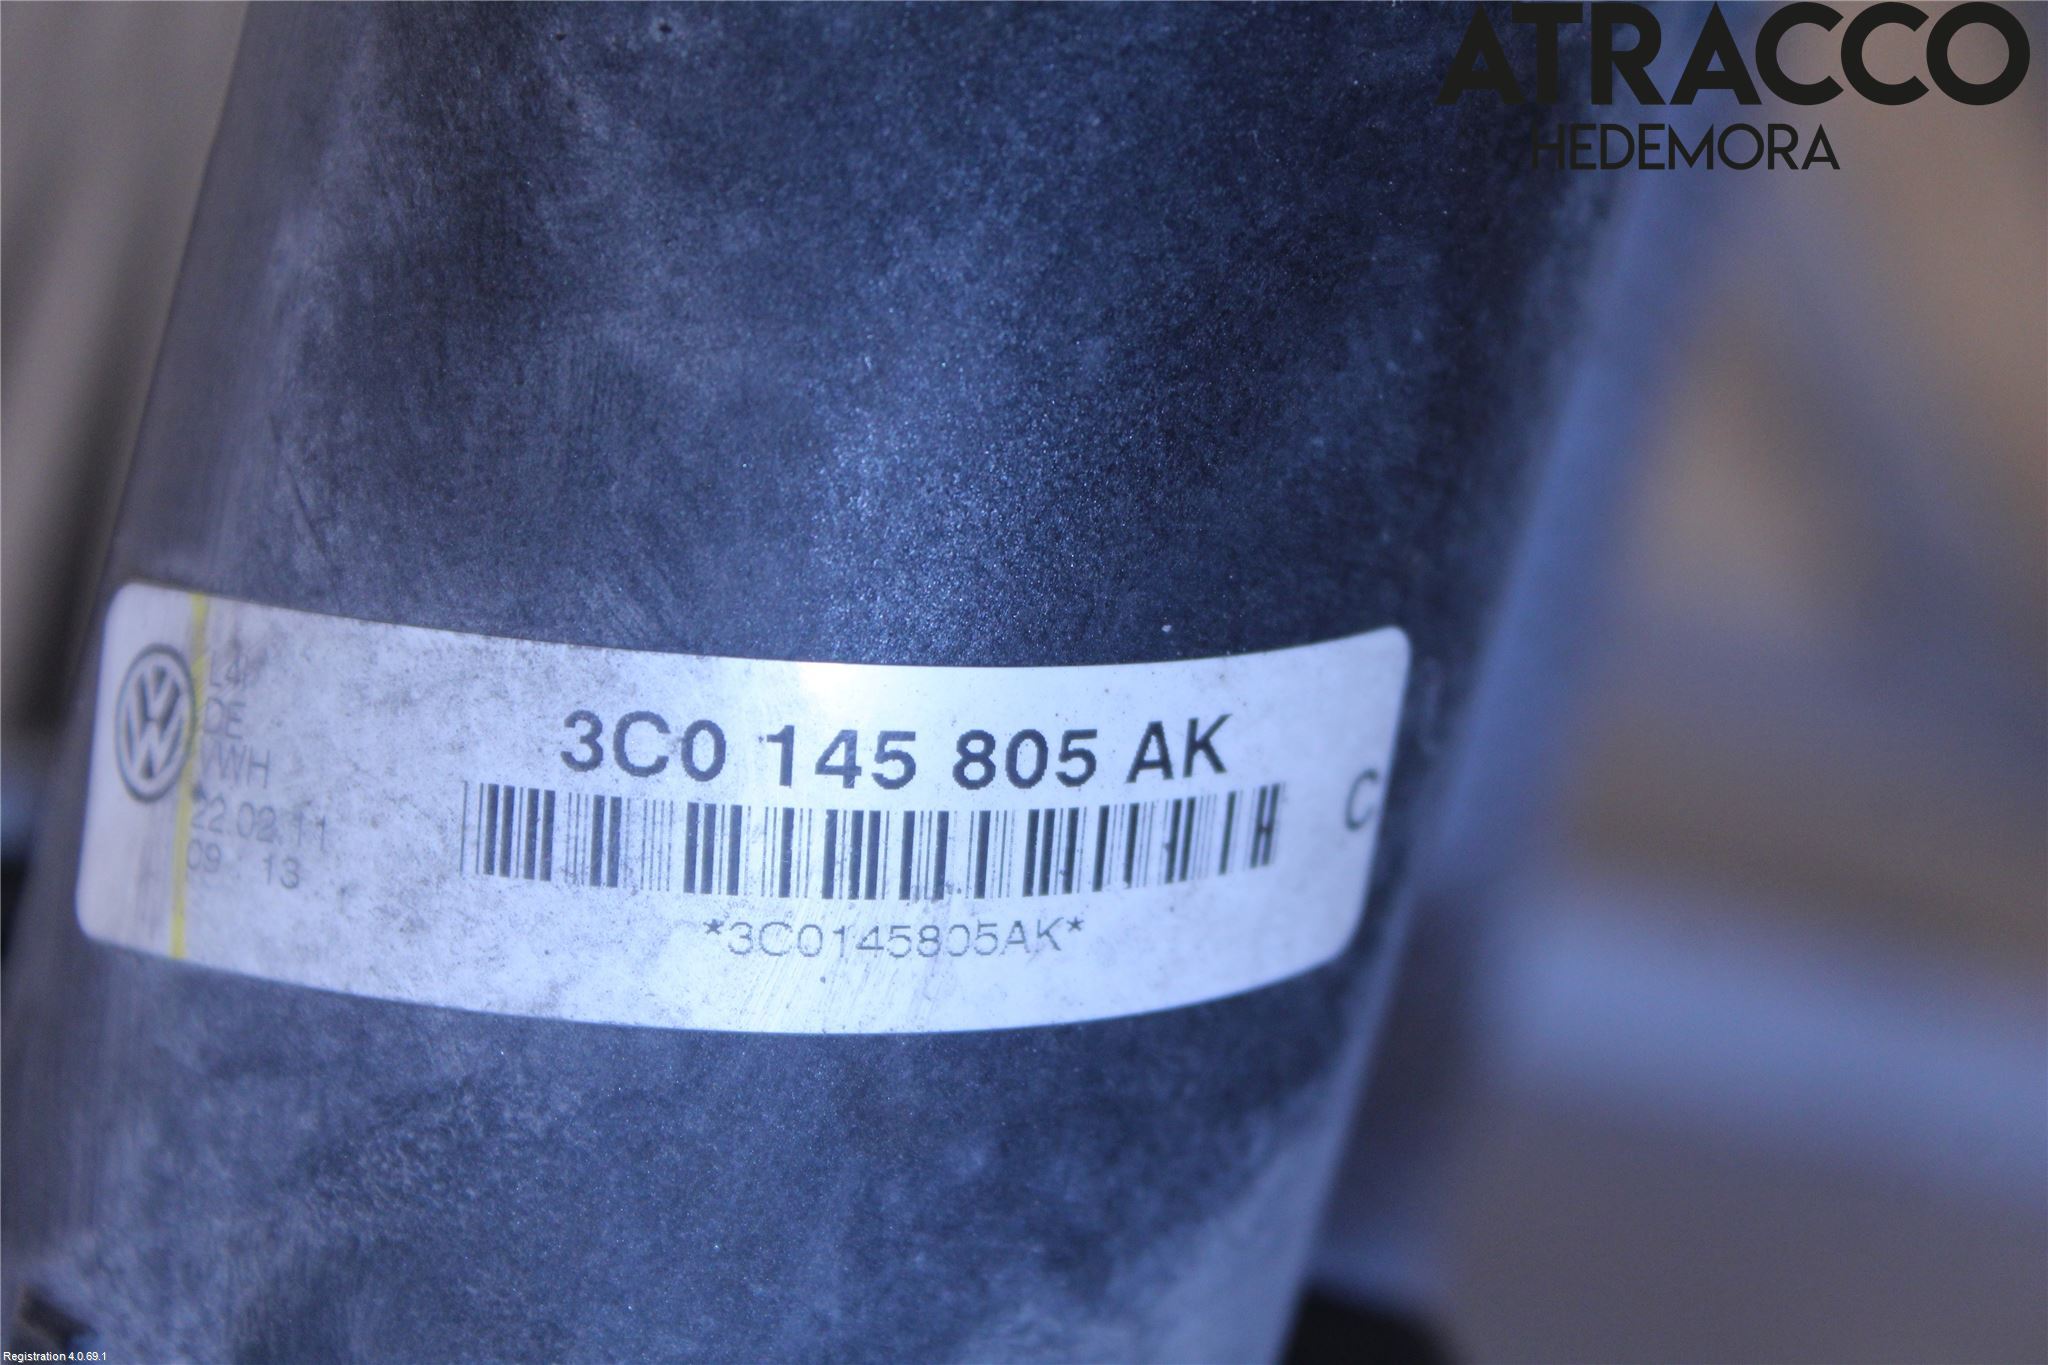 ATRACCO
HEDEMORA
DE
VWH
22.02.11
09 13
3C0 145 805 AK
C
*3C0145805AK*
Registration 4.0.69.1